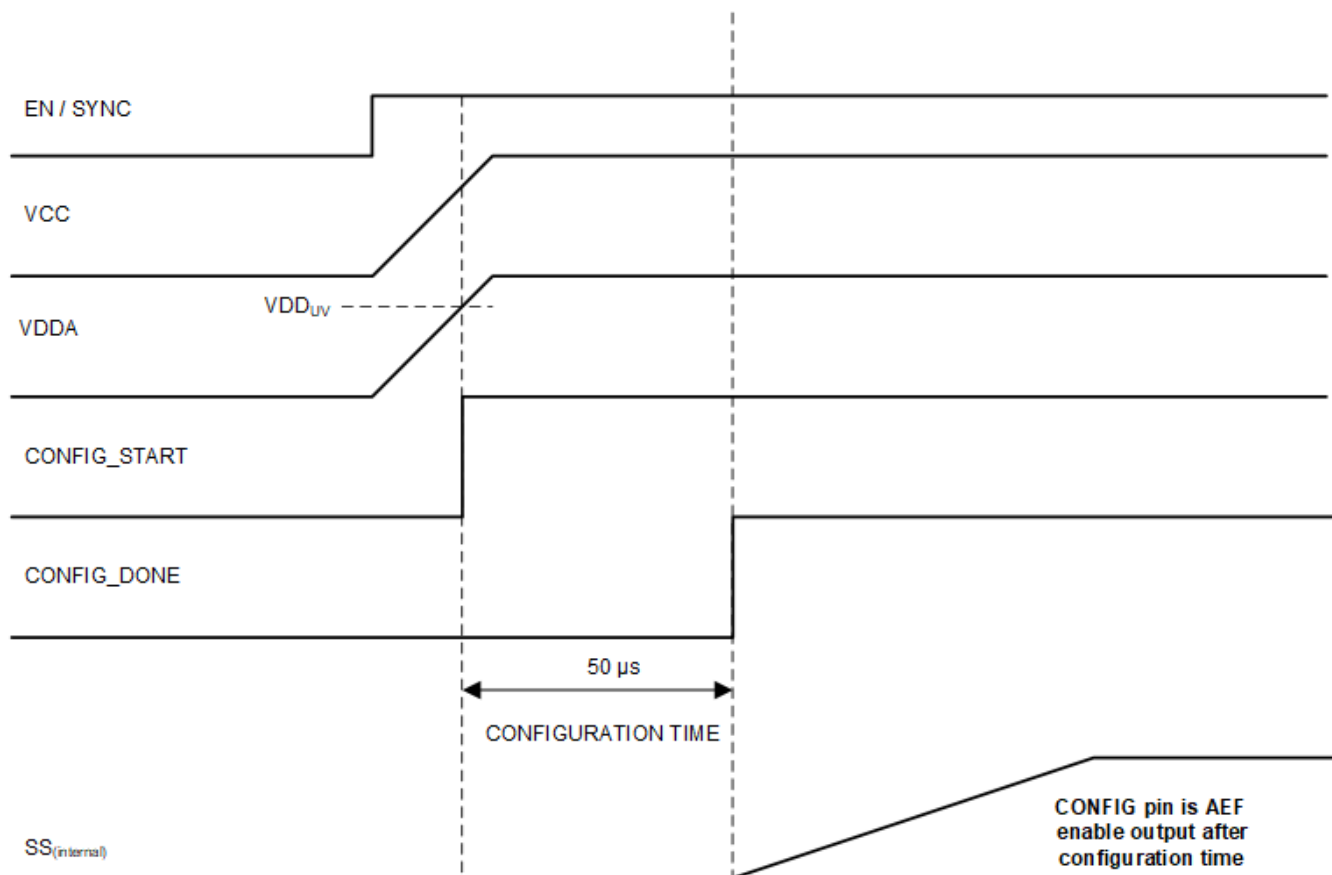 EN / SYNC
VCC
VDD_UV
VDDA
CONFIG_START
CONFIG_DONE
50 µs
CONFIGURATION TIME
CONFIG pin is AEF
enable output after
configuration time
SS(internal)